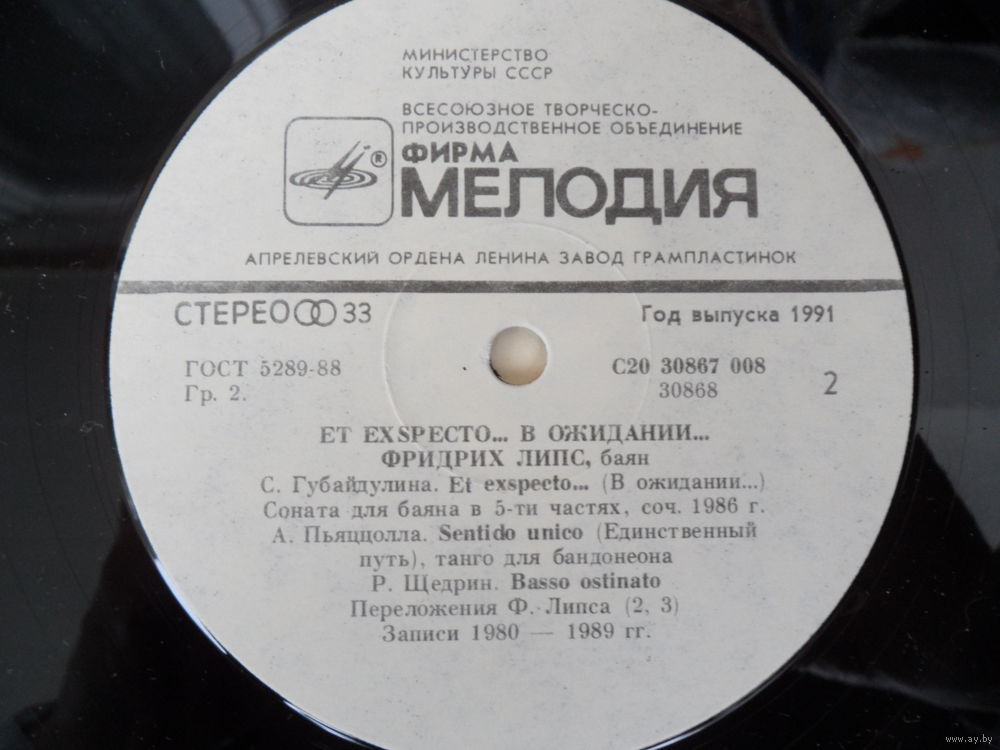 МИНИСТЕРСТВО
КУЛЬТУРЫ СССР
ВСЕСОЮЗНОЕ ТВОРЧЕСКО-
ПРОИЗВОДСТВЕННОЕ ОБЪЕДИНЕНИЕ
®
ФИРМА
МЕЛОДИЯ
АПРЕЛЕВСКИЙ ОРДЕНА ЛЕНИНА ЗАВОД ГРАМПЛАСТИНОК
СТЕРЕО 33
Год выпуска 1991
ГОСТ 5289-88
Гр. 2.
С20 30867 008
30868
2
ET EXSPECTO... В ОЖИДАНИИ...
ФРИДРИХ ЛИПС, баян
С. Губайдулина. Et exspecto... (В ожидании...)
Соната для баяна в 5-ти частях, соч. 1986 г.
А. Пьяццолла. Sentido unico (Единственный
путь), танго для бандонеона
Р. Щедрин. Basso ostinato
Переложения Ф. Липса (2, 3)
Записи 1980 — 1989 гг.
www.ay.by